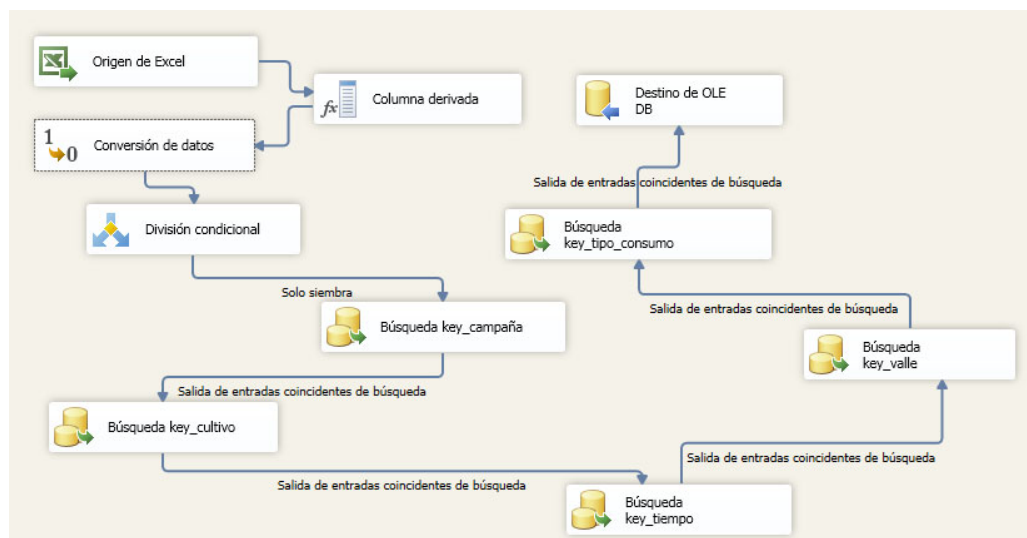 Origen de Excel
Columna derivada
Conversión de datos
División condicional
Solo siembra
Búsqueda key_campaña
Salida de entradas coincidentes de búsqueda
Búsqueda key_cultivo
Salida de entradas coincidentes de búsqueda
Búsqueda
key_tiempo
Salida de entradas coincidentes de búsqueda
Búsqueda
key_valle
Salida de entradas coincidentes de búsqueda
Búsqueda
key_tipo_consumo
Salida de entradas coincidentes de búsqueda
Destino de OLE
DB